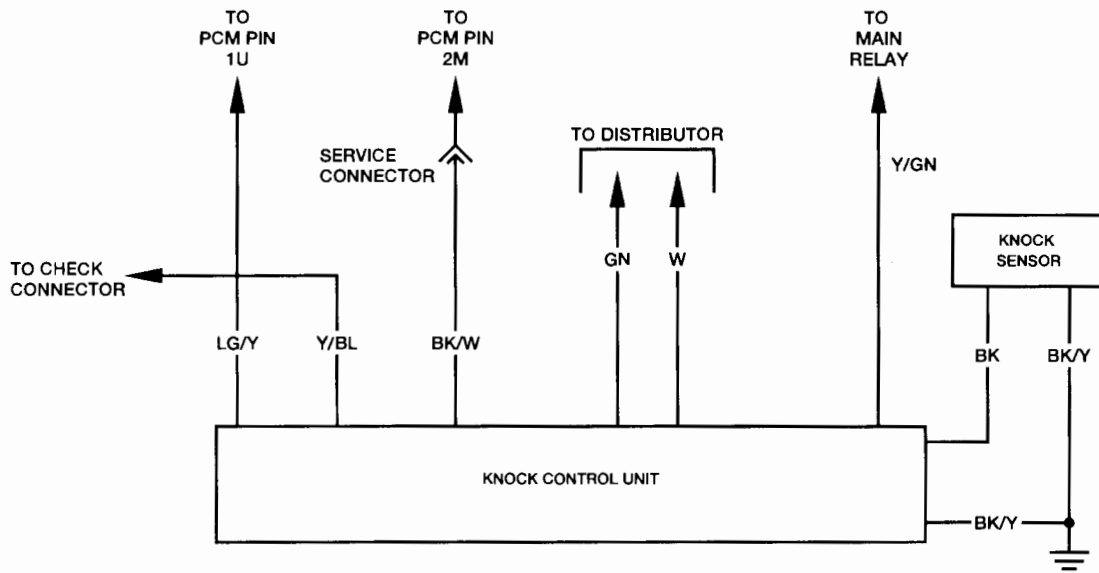 TO
PCM PIN
1U
TO
PCM PIN
2M
TO
MAIN
RELAY
TO DISTRIBUTOR
SERVICE
CONNECTOR
Y/GN
KNOCK
SENSOR
TO CHECK
CONNECTOR
GN
W
LG/Y
Y/BL
BK/W
BK
BK/Y
KNOCK CONTROL UNIT
BK/Y